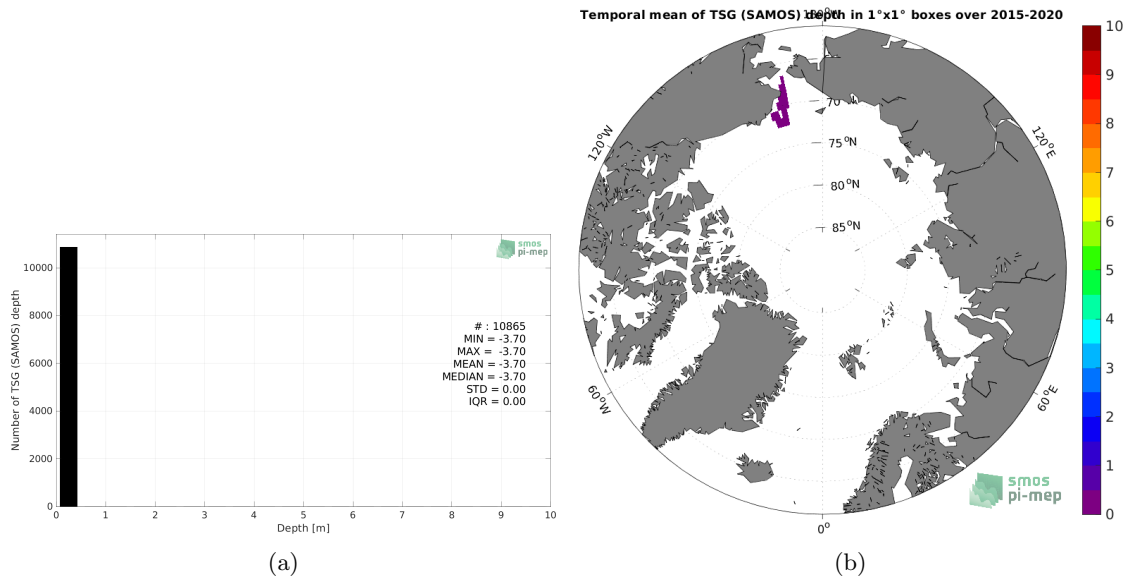 Number of TSG (SAMOS) depth
10000
8000
6000
4000
2000
0
0 1 2 3 4 5 6 7 8 9 10
Depth [m]
smos
pi-mep
# : 10865
MIN = -3.70
MAX = -3.70
MEAN = -3.70
MEDIAN = -3.70
STD = 0.00
IQR = 0.00
(a)
Temporal mean of TSG (SAMOS) depth in 1°x1° boxes over 2015-2020
180°W
120°W
120°E
60°W
60°E
0°
70°N
75°N
80°N
85°N
smos
pi-mep
10
9
8
7
6
5
4
3
2
1
0
(b)